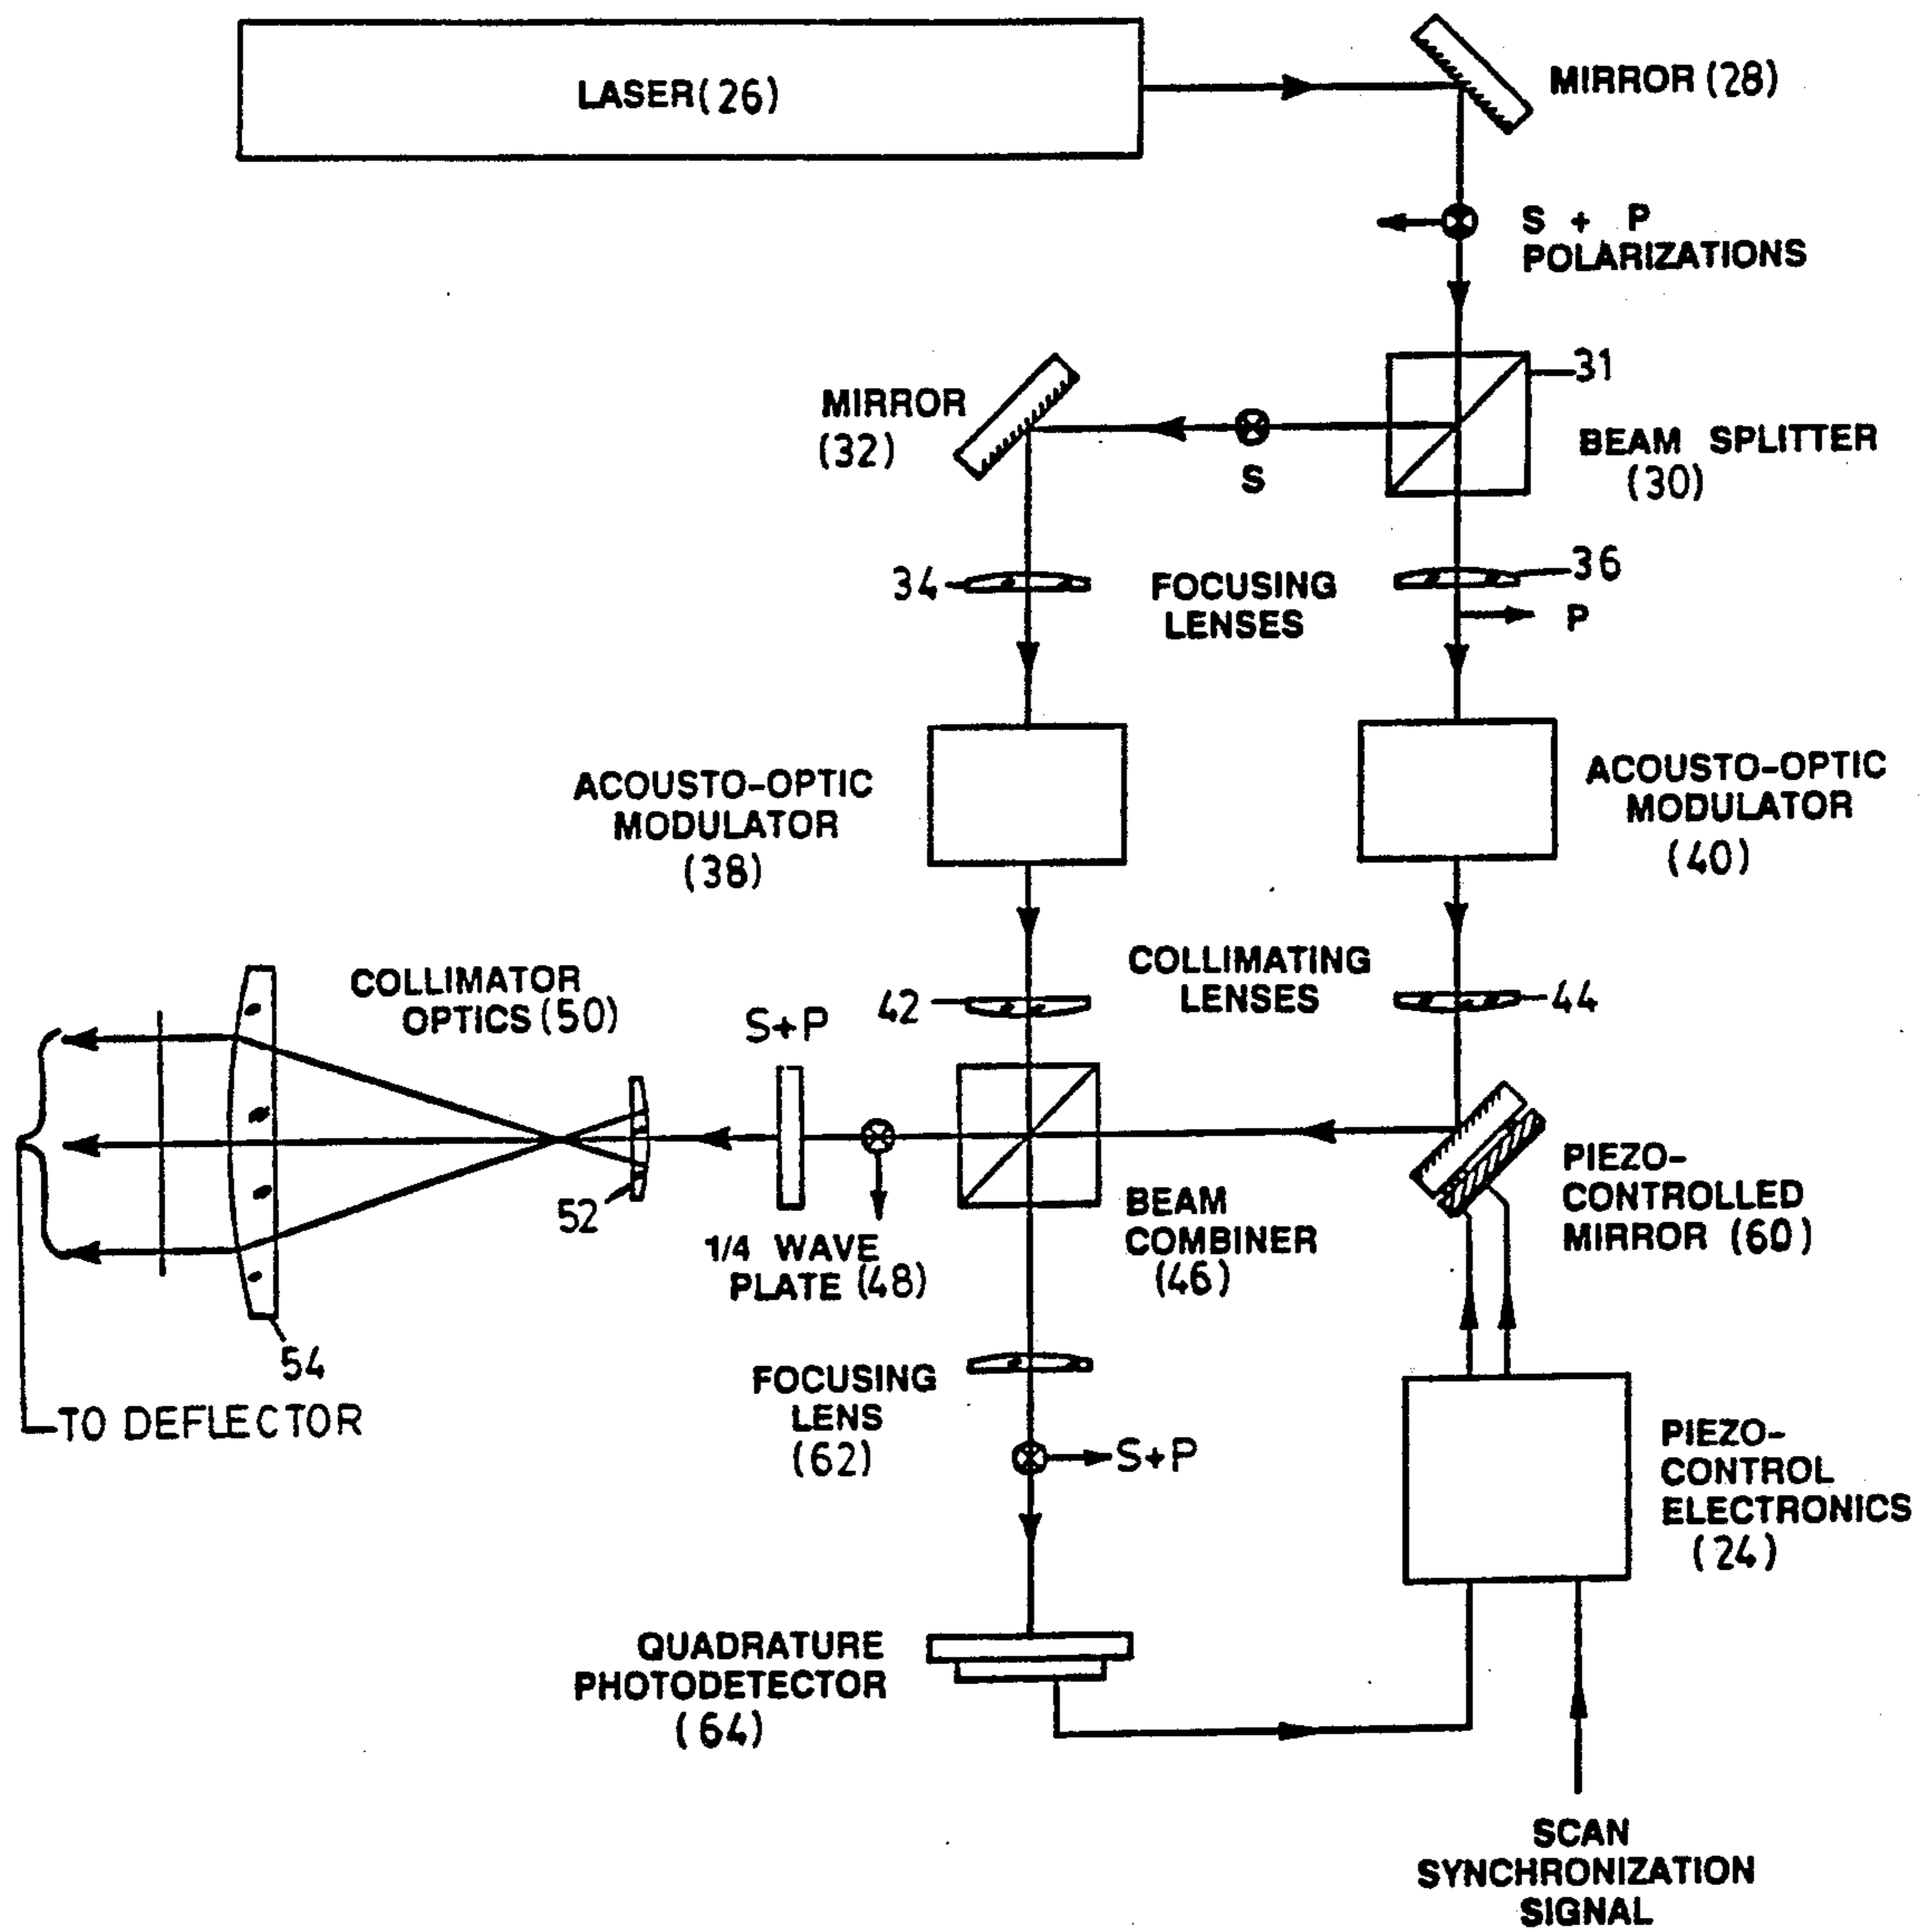 LASER(26)
MIRROR (28)
S + P
POLARIZATIONS
31
MIRROR
(32)
S
BEAM SPLITTER
(30)
34
FOCUSING
LENSES
36
P
ACOUSTO-OPTIC
MODULATOR
(38)
ACOUSTO-OPTIC
MODULATOR
(40)
COLLIMATOR
OPTICS (50)
S+P
42
COLLIMATING
LENSES
44
52
1/4 WAVE
PLATE (48)
BEAM
COMBINER
(46)
PIEZO-
CONTROLLED
MIRROR (60)
54
TO DEFLECTOR
FOCUSING
LENS
(62)
S+P
PIEZO-
CONTROL
ELECTRONICS
(24)
QUADRATURE
PHOTODETECTOR
(64)
SCAN
SYNCHRONIZATION
SIGNAL